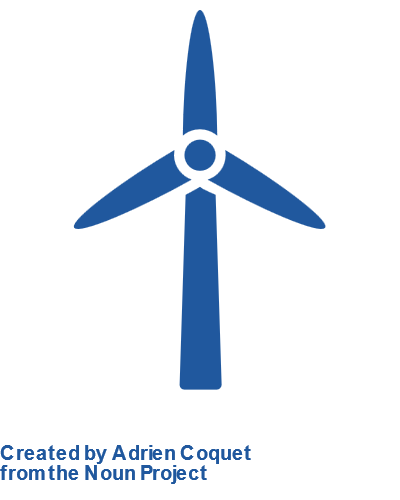 Created by Adrien Coquet
from the Noun Project